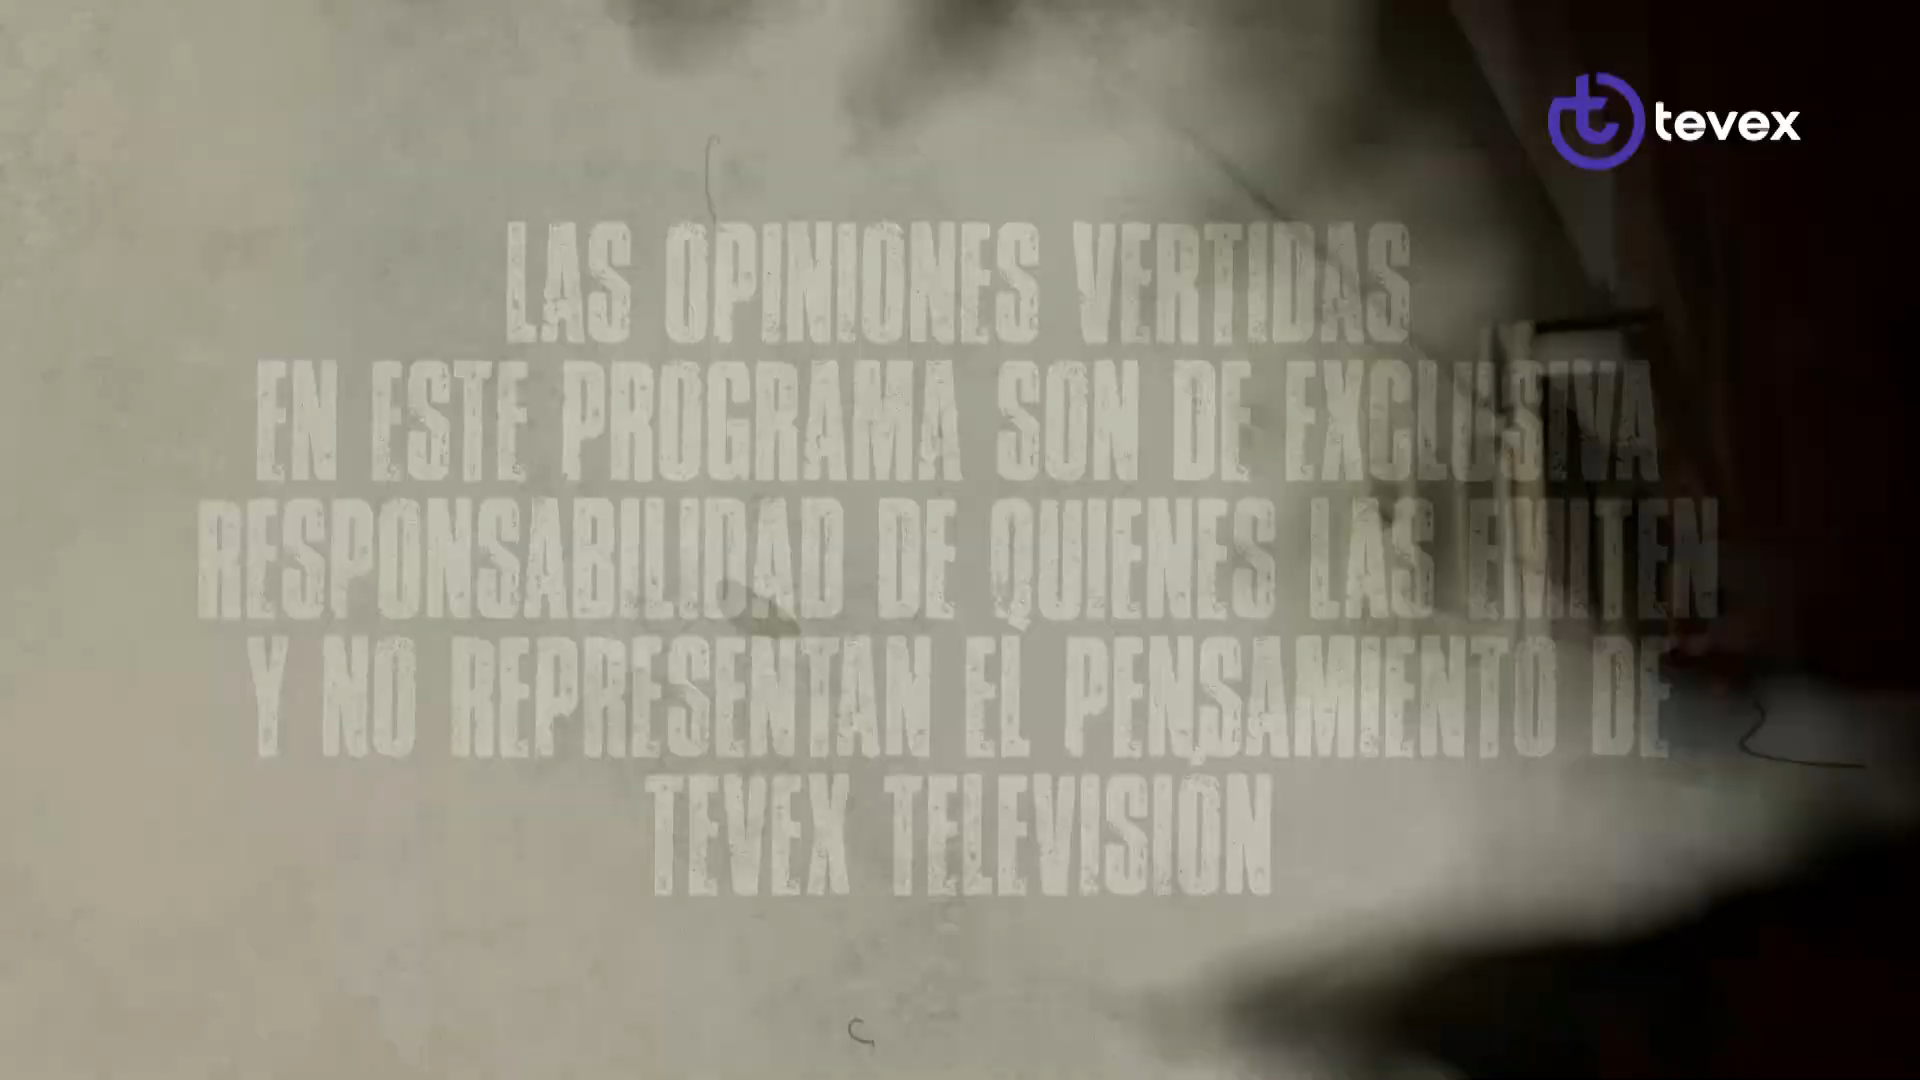 tevex
LAS OPINIONES VERTIDAS
EN ESTE PROGRAMA SON DE EXCLUSIVA
RESPONSABILIDAD DE QUIENES LAS EMITEN
Y NO REPRESENTAN EL PENSAMIENTO DE
TEVEX TELEVISIÓN